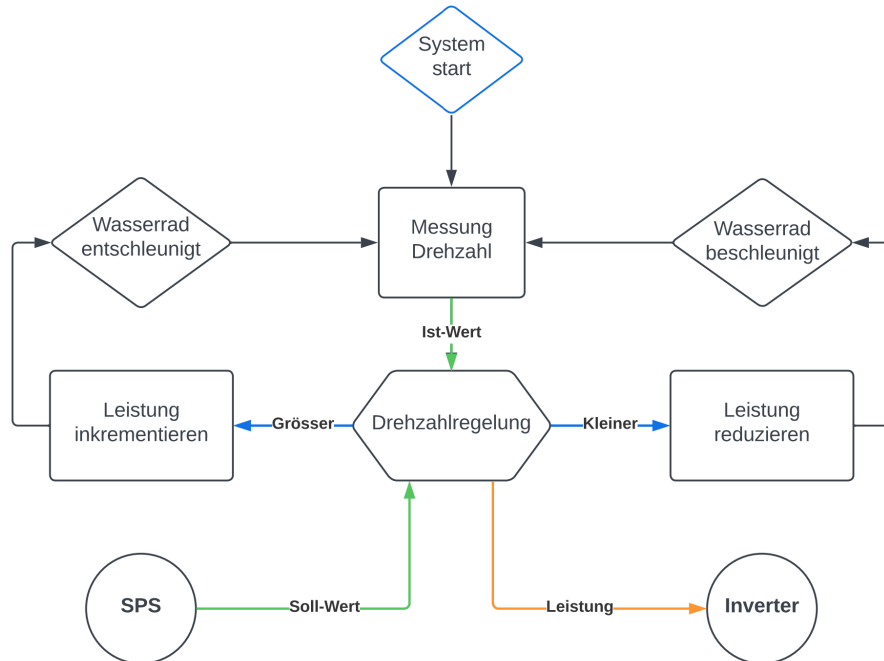 System
start
Wasserrad
entschleunigt
Messung
Drehzahl
Wasserrad
beschleunigt
Ist-Wert
Leistung
inkrementieren
Grösser
Drehzahlregelung
Kleiner
Leistung
reduzieren
SPS
Soll-Wert
Leistung
Inverter